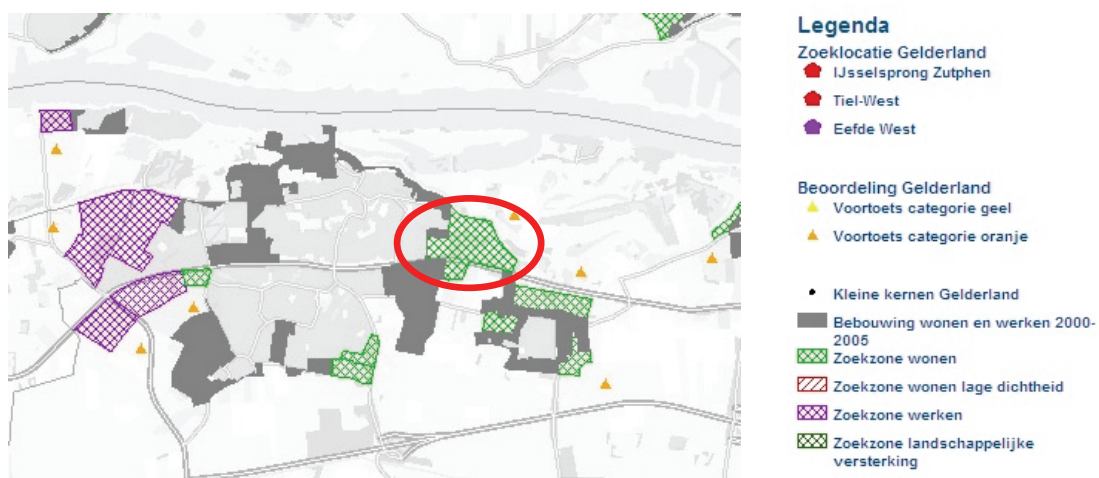 Legenda
Zoeklocatie Gelderland
IJsselsprong Zutphen
Tiel-West
Eefde West
Beoordeling Gelderland
Voortoets categorie geel
Voortoets categorie oranje
Kleine kernen Gelderland
Bebouwing wonen en werken 2000-
2005
Zoekzone wonen
Zoekzone wonen lage dichtheid
Zoekzone werken
Zoekzone landschappelijke
versterking